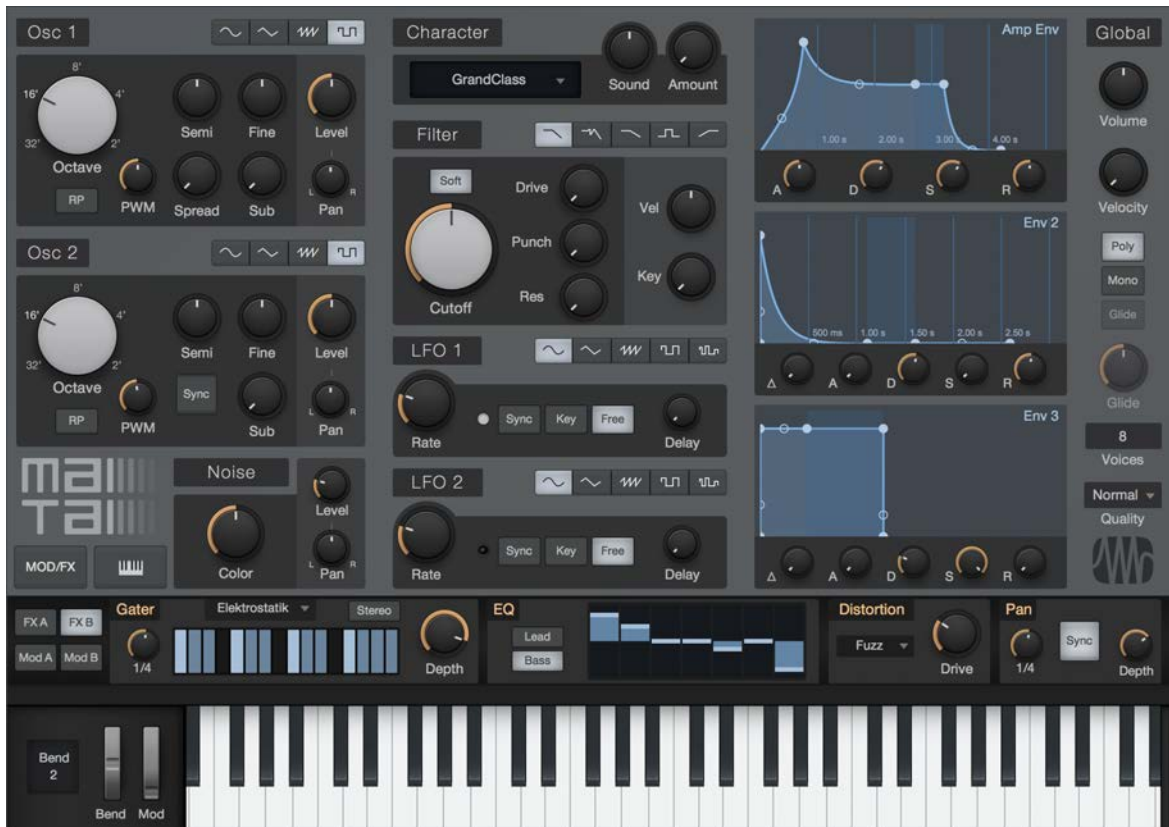 Osc 1
8'
16'
4'
32'
2'
Octave
Semi
Fine
Level
RP
PWM
Spread
Sub
L
R
Pan
Osc 2
8'
16'
4'
32'
2'
Octave
Semi
Fine
Level
Sync
RP
PWM
Sub
L
R
Pan
mai
Tai
Noise
Level
Color
L
R
Pan
MOD/FX
Character
GrandClass
Sound
Amount
Filter
Soft
Drive
Vel
Punch
Key
Res
Cutoff
LFO 1
Rate
Sync
Key
Free
Delay
LFO 2
Rate
Sync
Key
Free
Delay
Amp Env
1.00 s
2.00 s
3.00 s
4.00 s
A
D
S
R
Env 2
500 ms
1.00 s
1.50 s
2.00 s
2.50 s
Δ
A
D
S
R
Env 3
Δ
A
D
S
R
Global
Volume
Velocity
Poly
Mono
Glide
Glide
8
Voices
Normal
Quality
FX A
FX B
Mod A
Mod B
Gater
Elektrostatik
Stereo
1/4
Depth
EQ
Lead
Bass
Distortion
Fuzz
Drive
Pan
1/4
Sync
Depth
Bend
2
Bend
Mod